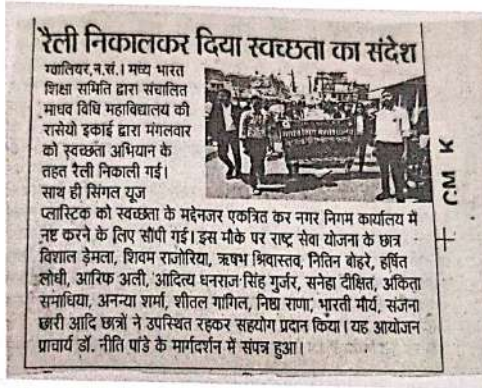 रैली निकालकर दिया स्वच्छता का संदेश
ग्वालियर, न.सं.। मध्य भारत
शिक्षा समिति द्वारा संचालित
माधव विधि महाविद्यालय की
रासेयो इकाई द्वारा मंगलवार
को स्वच्छता अभियान के
तहत रैली निकाली गई।
साथ ही सिंगल यूज
प्लास्टिक को स्वच्छता के मद्देनजर एकत्रित कर नगर निगम कार्यालय में
नष्ट करने के लिए सौंपी गई। इस मौके पर राष्ट्र सेवा योजना के छात्र
विशाल डेमला, शिवम राजोरिया, ऋषभ श्रिवास्तव, नितिन बोहरे, हर्षित
लोधी, आरिफ अली, आदित्य धनराज सिंह गुर्जर, सनेहा दीक्षित, अंकिता
समाधिया, अनन्या शर्मा, शीतल गांगिल, निष्ठा राणा, भारती मौर्य, संजना
छारी आदि छात्रों ने उपस्थित रहकर सहयोग प्रदान किया। यह आयोजन
प्राचार्य डॉ. नीति पांडे के मार्गदर्शन में संपन्न हुआ।
CM K